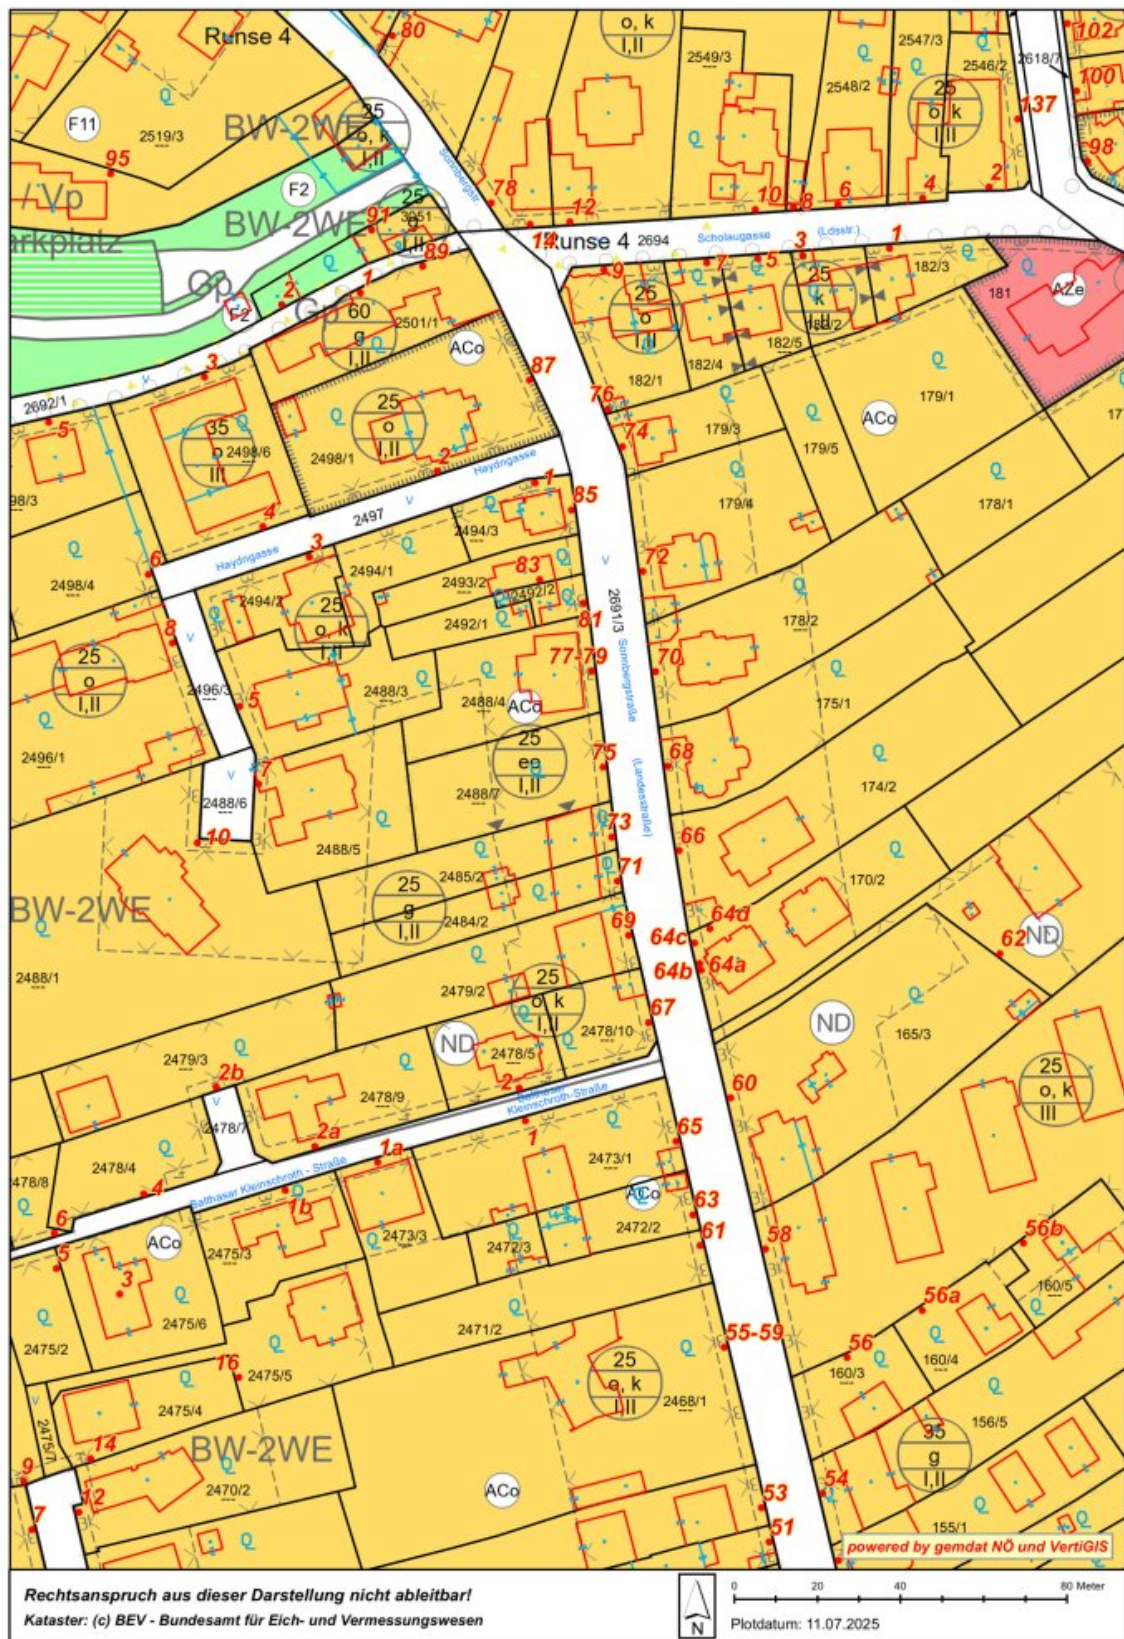 80
Runse 4
102
2549/3
2547/3
2546/2
2618/7
2548/2
100
137
98
F11
2519/3
BW-2WE
25
o, k
I,II
25
o, k
I,II
25
o, k
I,II
95
/ Vp
arkplatz
F2
BW-2WE
91
3951
25
g
I,II
89
Sonnbergstr.
78
12
14
Runse 4
2694
10
8
6
4
2
Scholaugasse
(Lösstr.)
9
7
5
3
1
182/3
181
AZe
Gp
F2
2
1
60
g
I,II
2501/1
ACo
25
o
I,II
25
k
I,II
182/2
182/5
182/4
182/1
179/1
3
87
76
2692/1
5
35
o
III
2498/6
25
o
I,II
2498/1
2
Haydngasse
74
179/3
179/5
ACo
178/1
179/4
4
2497
1
85
2494/3
3
Haydngasse
6
2498/4
2494/1
2494/2
2493/2
83
2492/2
2492/1
81
72
2691/3
178/2
8
25
o, k
I,II
25
o
I,II
77-79
70
2496/3
5
2488/3
2488/4
ACo
Sonnbergstraße
(Landesstraße)
175/1
2496/1
75
68
174/2
7
2488/6
2488/7
25
I,II
73
66
10
2488/5
71
2485/2
170/2
BW-2WE
25
g
I,II
2484/2
69
64d
64c
64a
64b
62
ND
2488/1
2479/2
25
o, k
I,II
67
2478/10
ND
165/3
2479/3
ND
2478/5
2b
2478/9
2
Balthasar
Kleinschroth-Straße
60
25
o, k
III
2478/7
2a
1
65
2473/1
1a
2478/4
2478/8
4
Balthasar Kleinschroth - Straße
1b
ACo
63
6
ACo
2473/3
2472/2
61
58
56b
5
2475/3
2472/3
3
2475/6
160/5
56a
2475/2
2471/2
55-59
56
160/4
160/3
16
2475/5
25
o, k
I,II
2468/1
2475/4
156/5
2475/7
BW-2WE
14
35
g
I,II
9
ACo
54
2470/2
12
53
7
155/1
51
powered by gemdat NÖ und VertiGIS
Rechtsanspruch aus dieser Darstellung nicht ableitbar!
Kataster: (c) BEV - Bundesamt für Eich- und Vermessungswesen
N
0 20 40 80 Meter
Plotdatum: 11.07.2025